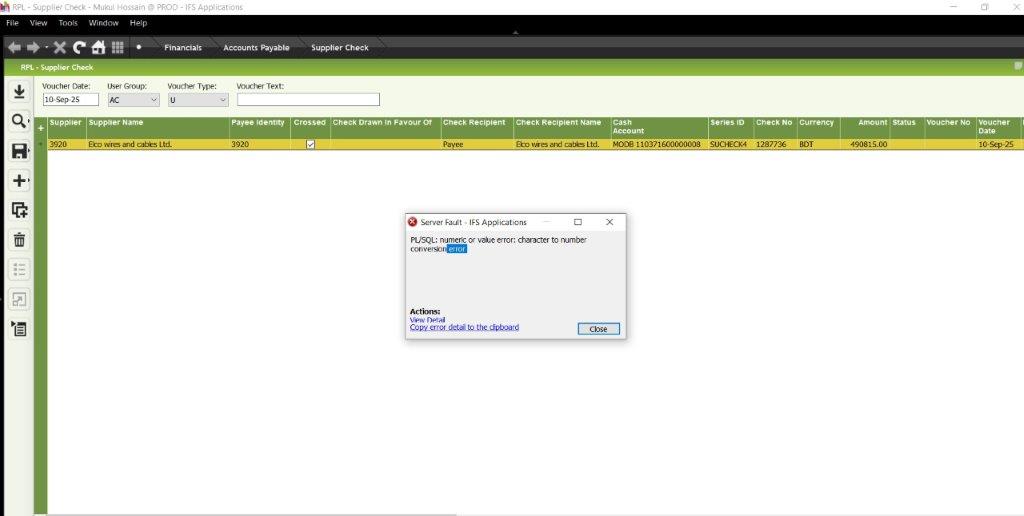 RPL - Supplier Check - Mukul Hossain @ PROD - IFS Applications
File View Tools Window Help
Financials Accounts Payable Supplier Check
RPL - Supplier Check
Voucher Date: User Group: Voucher Type: Voucher Text:
10-Sep-25 AC U
Supplier Supplier Name Payee Identity Crossed Check Drawn In Favour Of Check Recipient Check Recipient Name Cash Account Series ID Check No Currency Amount Status Voucher No Voucher Date
3920 Elco wires and cables Ltd. 3920 Payee Elco wires and cables Ltd. MODB 110371600000008 SUCHECK4 1287736 BDT 490815.00 10-Sep-25
Server Fault - IFS Applications
PL/SQL: numeric or value error: character to number
conversion error
Actions:
View Detail
Copy error detail to the clipboard
Close